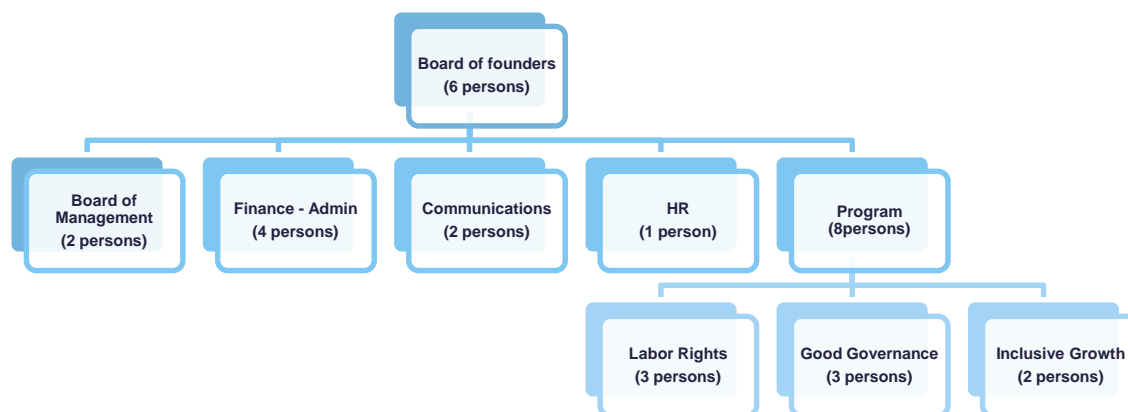 Board of founders
(6 persons)
Board of
Management
(2 persons)
Finance - Admin
(4 persons)
Communications
(2 persons)
HR
(1 person)
Program
(8persons)
Labor Rights
(3 persons)
Good Governance
(3 persons)
Inclusive Growth
(2 persons)